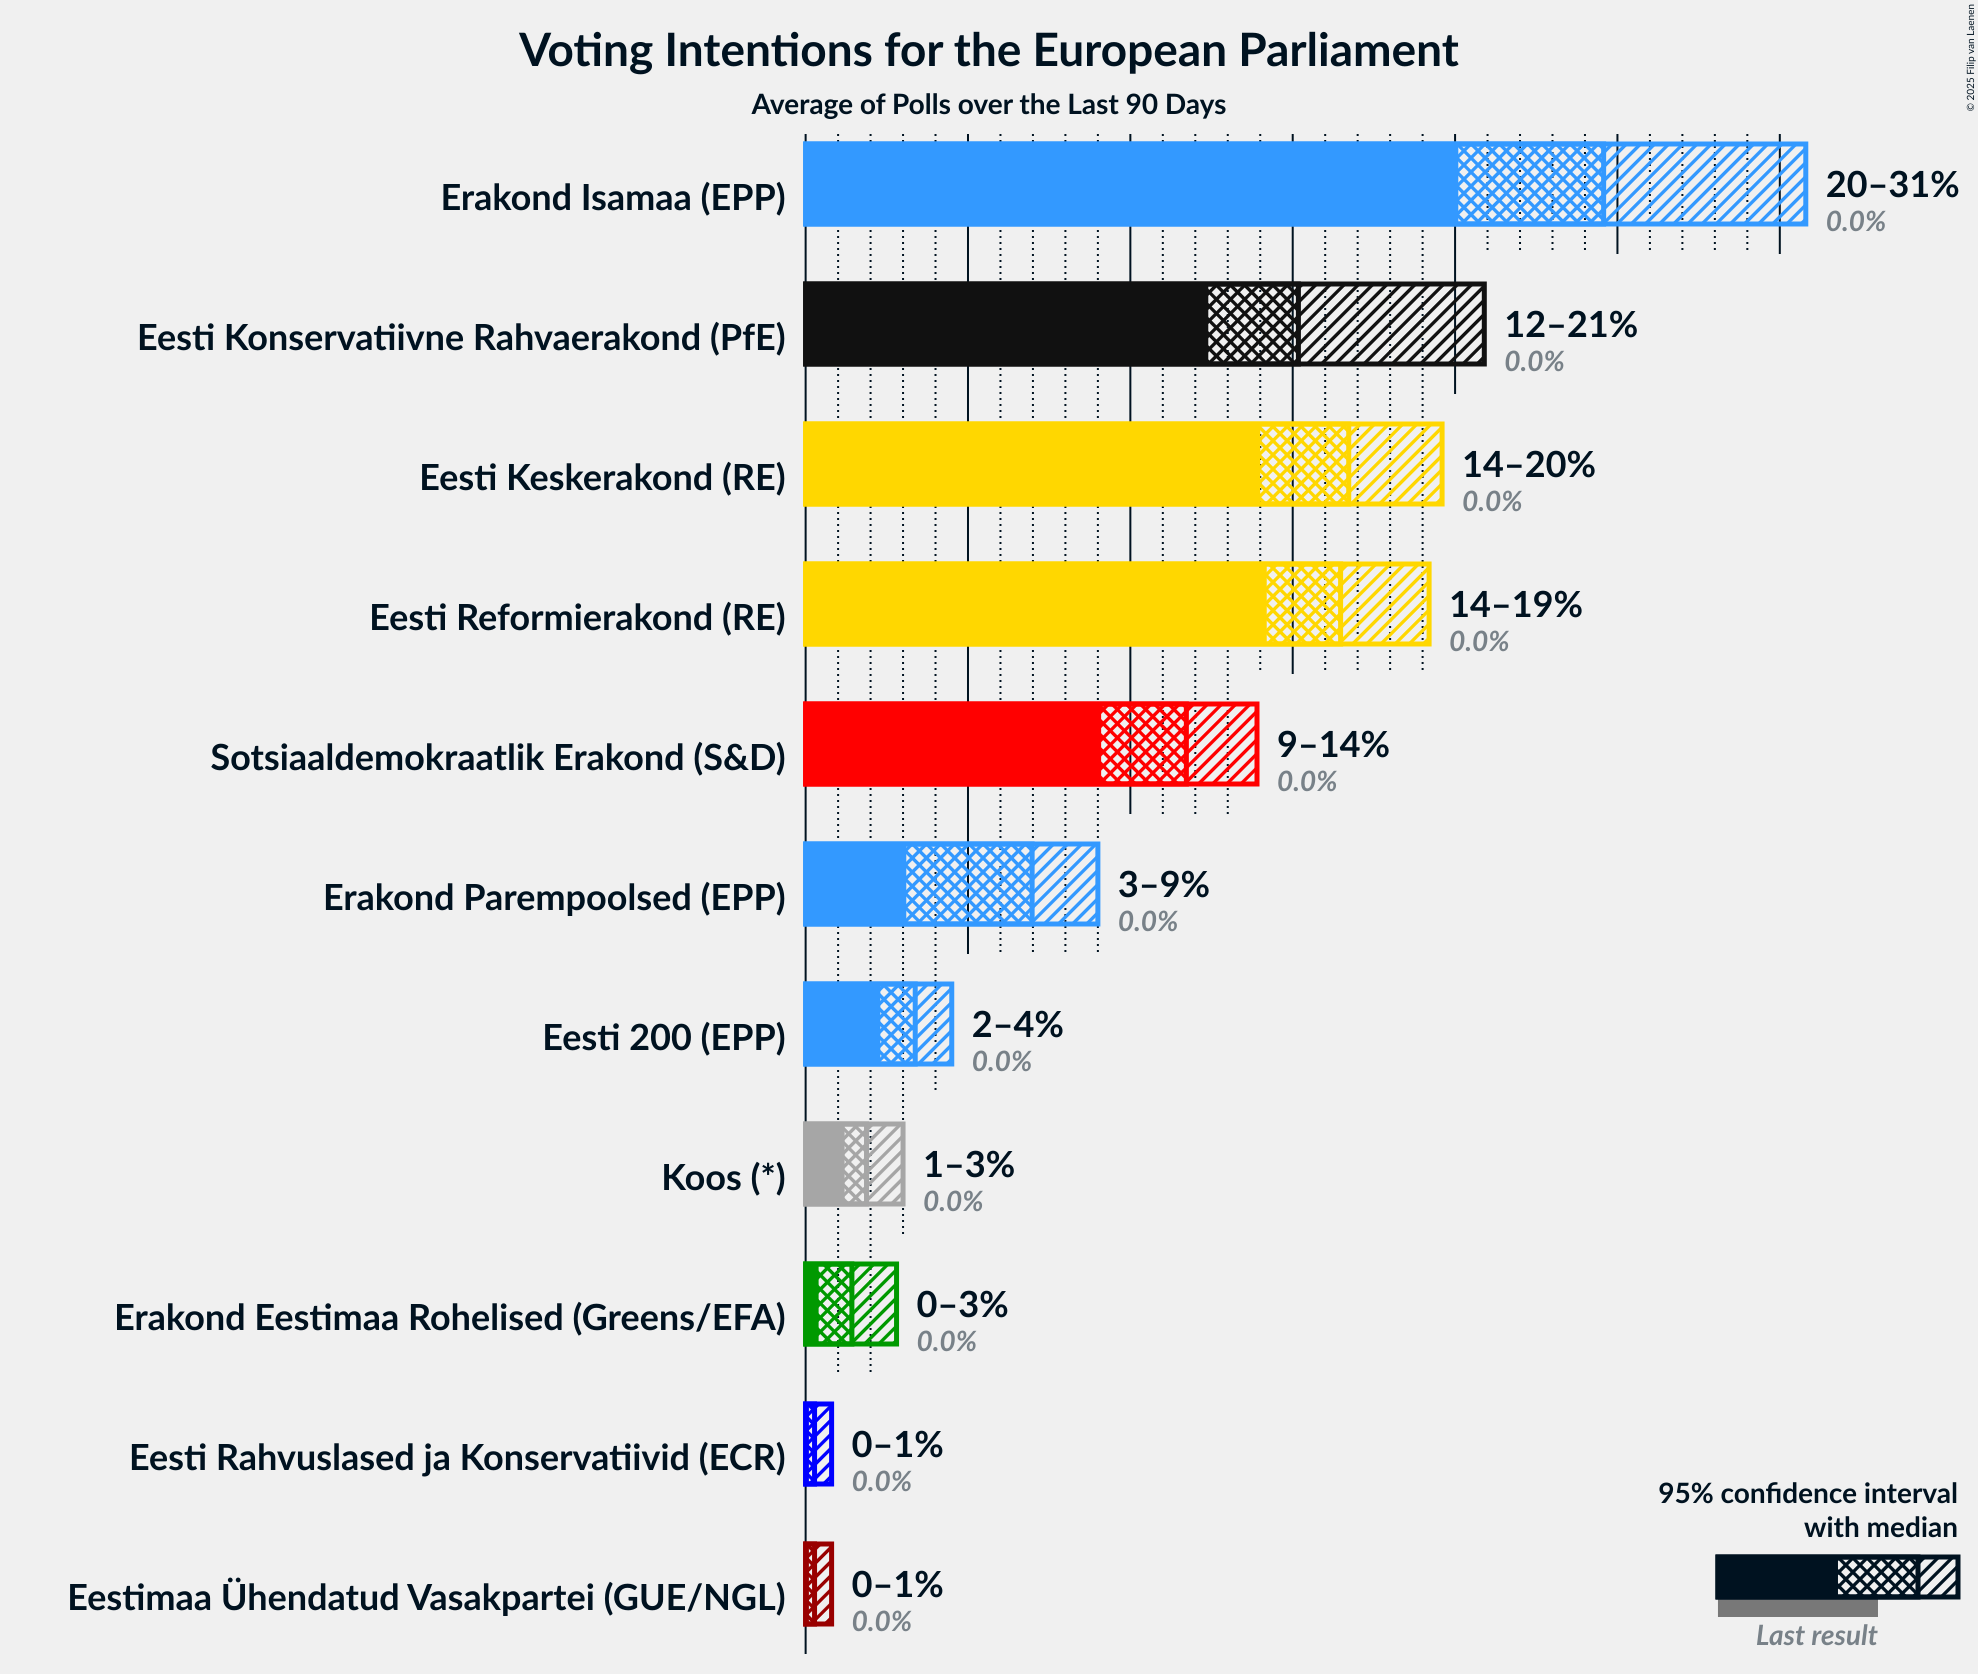 Voting Intentions for the European Parliament
Average of Polls over the Last 90 Days
© 2025 Filip van Laenen
Erakond Isamaa (EPP)
20–31%
0.0%
Eesti Konservatiivne Rahvaerakond (PfE)
12–21%
0.0%
Eesti Keskerakond (RE)
14–20%
0.0%
Eesti Reformierakond (RE)
14–19%
0.0%
Sotsiaaldemokraatlik Erakond (S&D)
9–14%
0.0%
Erakond Parempoolsed (EPP)
3–9%
0.0%
Eesti 200 (EPP)
2–4%
0.0%
Koos (*)
1–3%
0.0%
Erakond Eestimaa Rohelised (Greens/EFA)
0–3%
0.0%
Eesti Rahvuslased ja Konservatiivid (ECR)
0–1%
0.0%
Eestimaa Ühendatud Vasakpartei (GUE/NGL)
0–1%
0.0%
95% confidence interval
with median
Last result